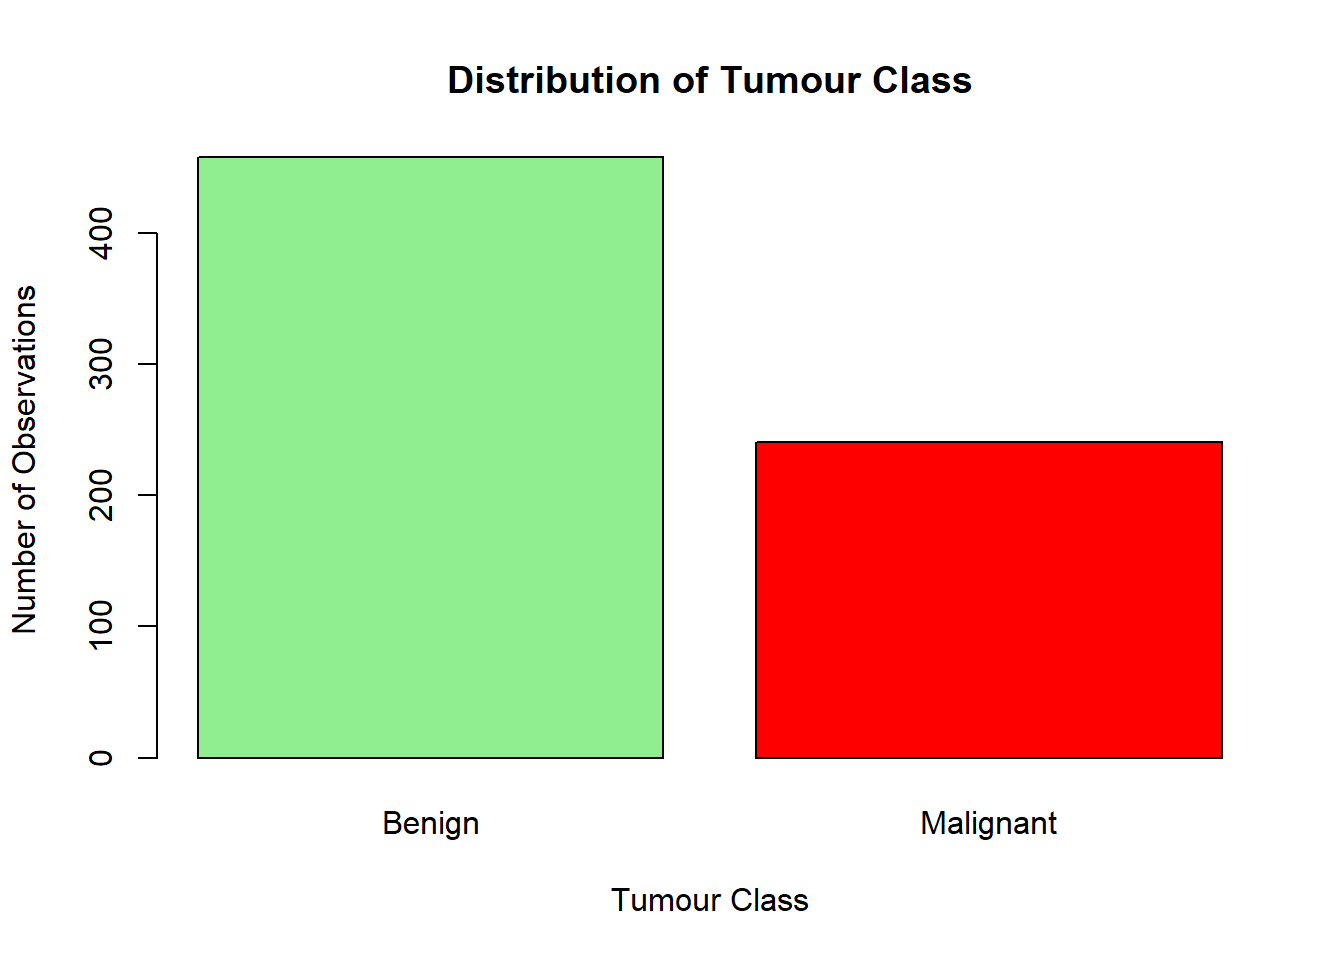 Distribution of Tumour Class
Number of Observations
400
300
200
100
0
Benign
Malignant
Tumour Class